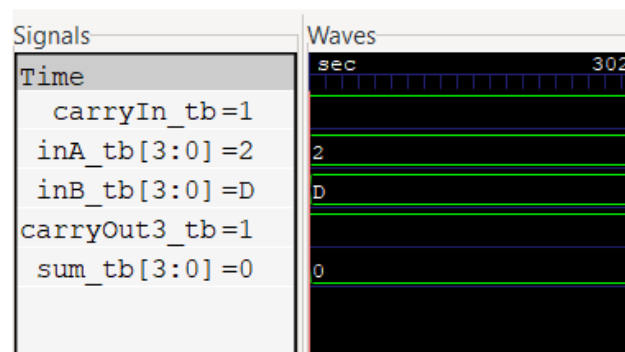 Signals
Waves
Time
sec 302
carryIn_tb=1
inA_tb[3:0]=2
2
inB_tb[3:0]=D
D
carryOut3_tb=1
sum_tb[3:0]=0
0